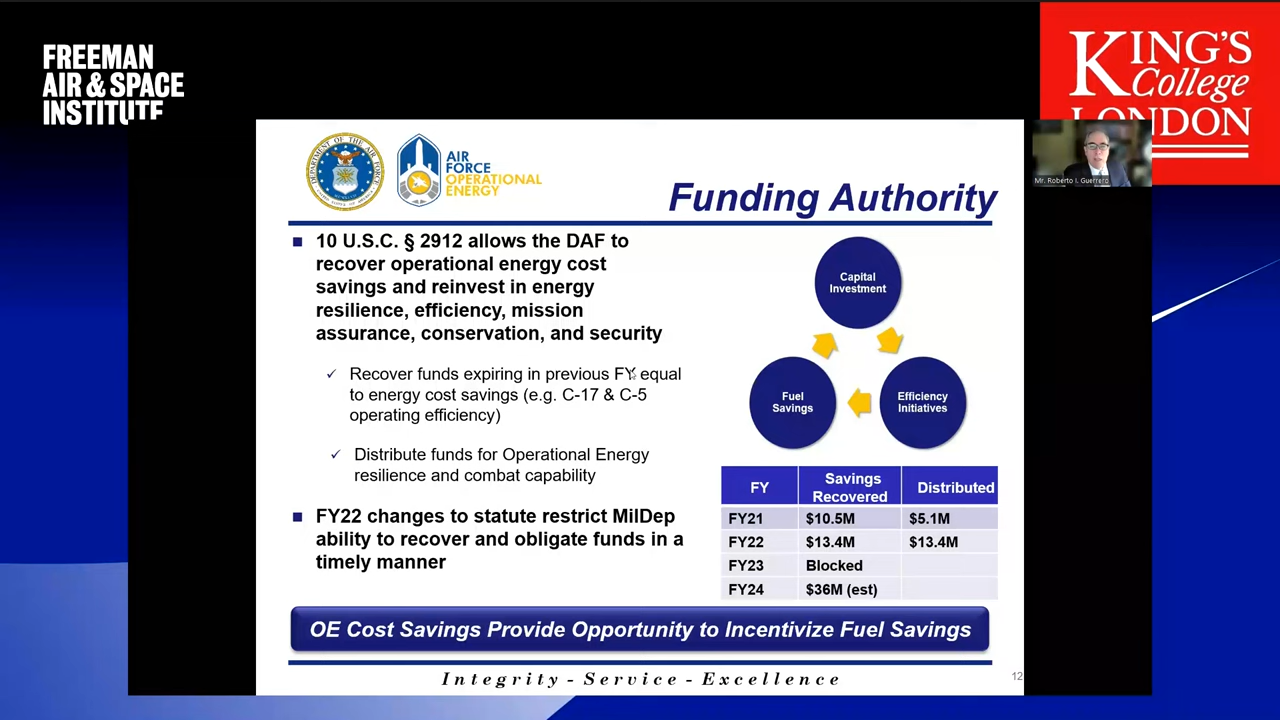 FREEMAN
AIR & SPACE
INSTITUTE
KING'S
College
LONDON
Mr. Roberto I. Guerrero
DEPARTMENT OF THE AIR FORCE
AIR
FORCE
OPERATIONAL
ENERGY
Funding Authority
■ 10 U.S.C. § 2912 allows the DAF to
recover operational energy cost
savings and reinvest in energy
resilience, efficiency, mission
assurance, conservation, and security
✓ Recover funds expiring in previous FY equal
to energy cost savings (e.g. C-17 & C-5
operating efficiency)
✓ Distribute funds for Operational Energy
resilience and combat capability
■ FY22 changes to statute restrict MilDep
ability to recover and obligate funds in a
timely manner
Capital
Investment
Efficiency
Initiatives
Fuel
Savings
FY Savings Recovered Distributed
FY21 $10.5M $5.1M
FY22 $13.4M $13.4M
FY23 Blocked
FY24 $36M (est)
OE Cost Savings Provide Opportunity to Incentivize Fuel Savings
Integrity - Service - Excellence
12